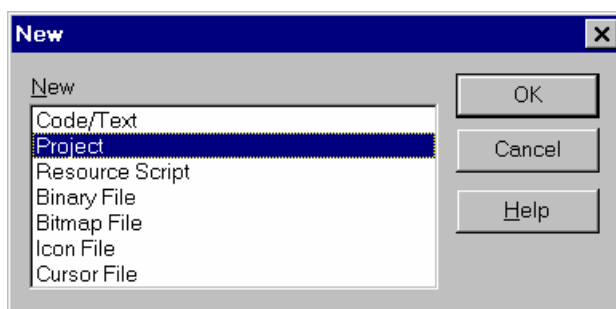 New
New
Code/Text
Project
Resource Script
Binary File
Bitmap File
Icon File
Cursor File
OK
Cancel
Help